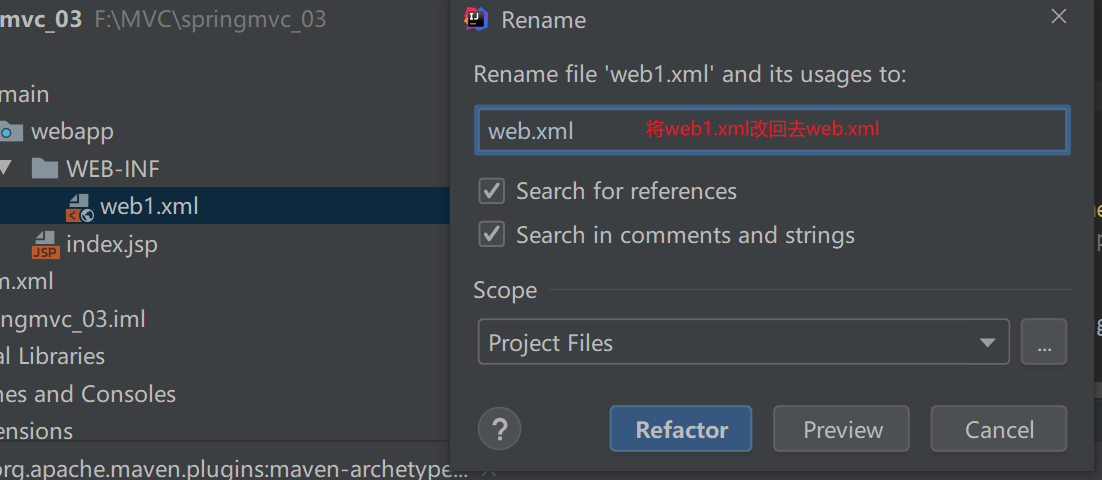 mvc_03 F:\MVC\springmvc_03
main
webapp
WEB-INF
web1.xml
JSP index.jsp
m.xml
ngmvc_03.iml
al Libraries
nes and Consoles
ensions
org.apache.maven.plugins:maven-archetype...
Rename
Rename file 'web1.xml' and its usages to:
web.xml 将web1.xml改回去web.xml
Search for references
Search in comments and strings
Scope
Project Files
...
? Refactor Preview Cancel